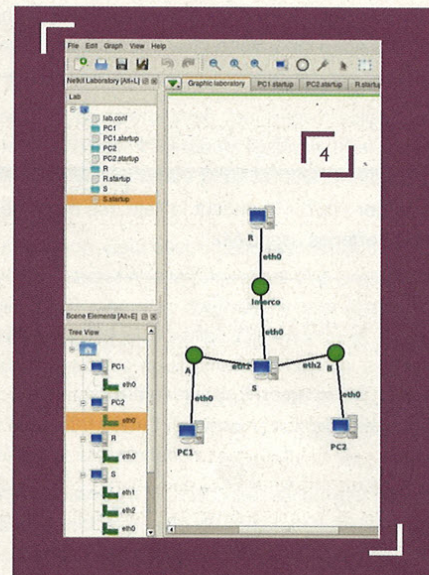 File Edit Graph View Help
Netkit Laboratory [Alt+L]
Graphic laboratory PC1.startup PC2.startup R.startup
Lab
lab.conf
PC1
PC1.startup
PC2
PC2.startup
R
R.startup
S
S.startup
4
R
eth0
Interco
eth0
A
eth1
S
eth2
B
eth0
eth0
PC1
PC2
Scene Elements [Alt+E]
Tree View
PC1
eth0
PC2
eth0
R
eth0
S
eth1
eth2
eth0